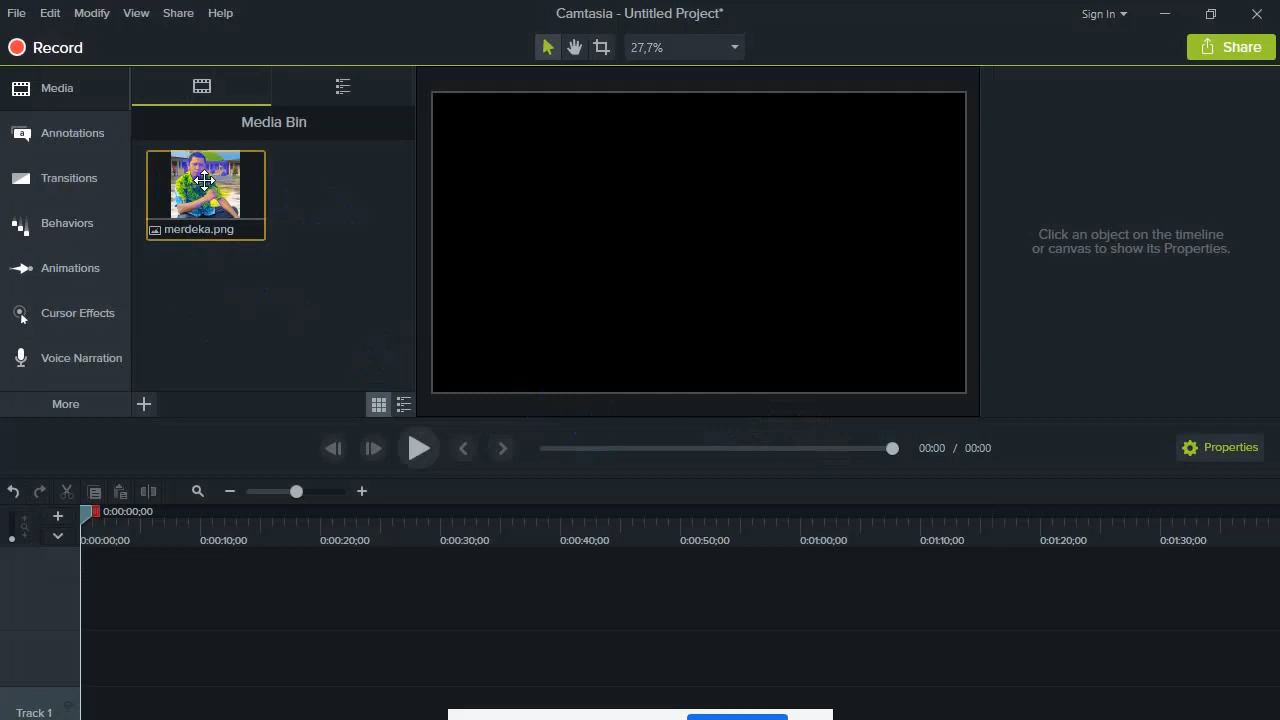 File Edit Modify View Share Help
Camtasia - Untitled Project*
Sign In
Record
27,7%
Share
Media
Annotations
Transitions
Behaviors
Animations
Cursor Effects
Voice Narration
More
Media Bin
merdeka.png
Click an object on the timeline
or canvas to show its Properties.
00:00 / 00:00
Properties
0:00:00;00
0:00:00;00 0:00:10;00 0:00:20;00 0:00:30;00 0:00:40;00 0:00:50;00 0:01:00;00 0:01:10;00 0:01:20;00 0:01:30;00
Track 1